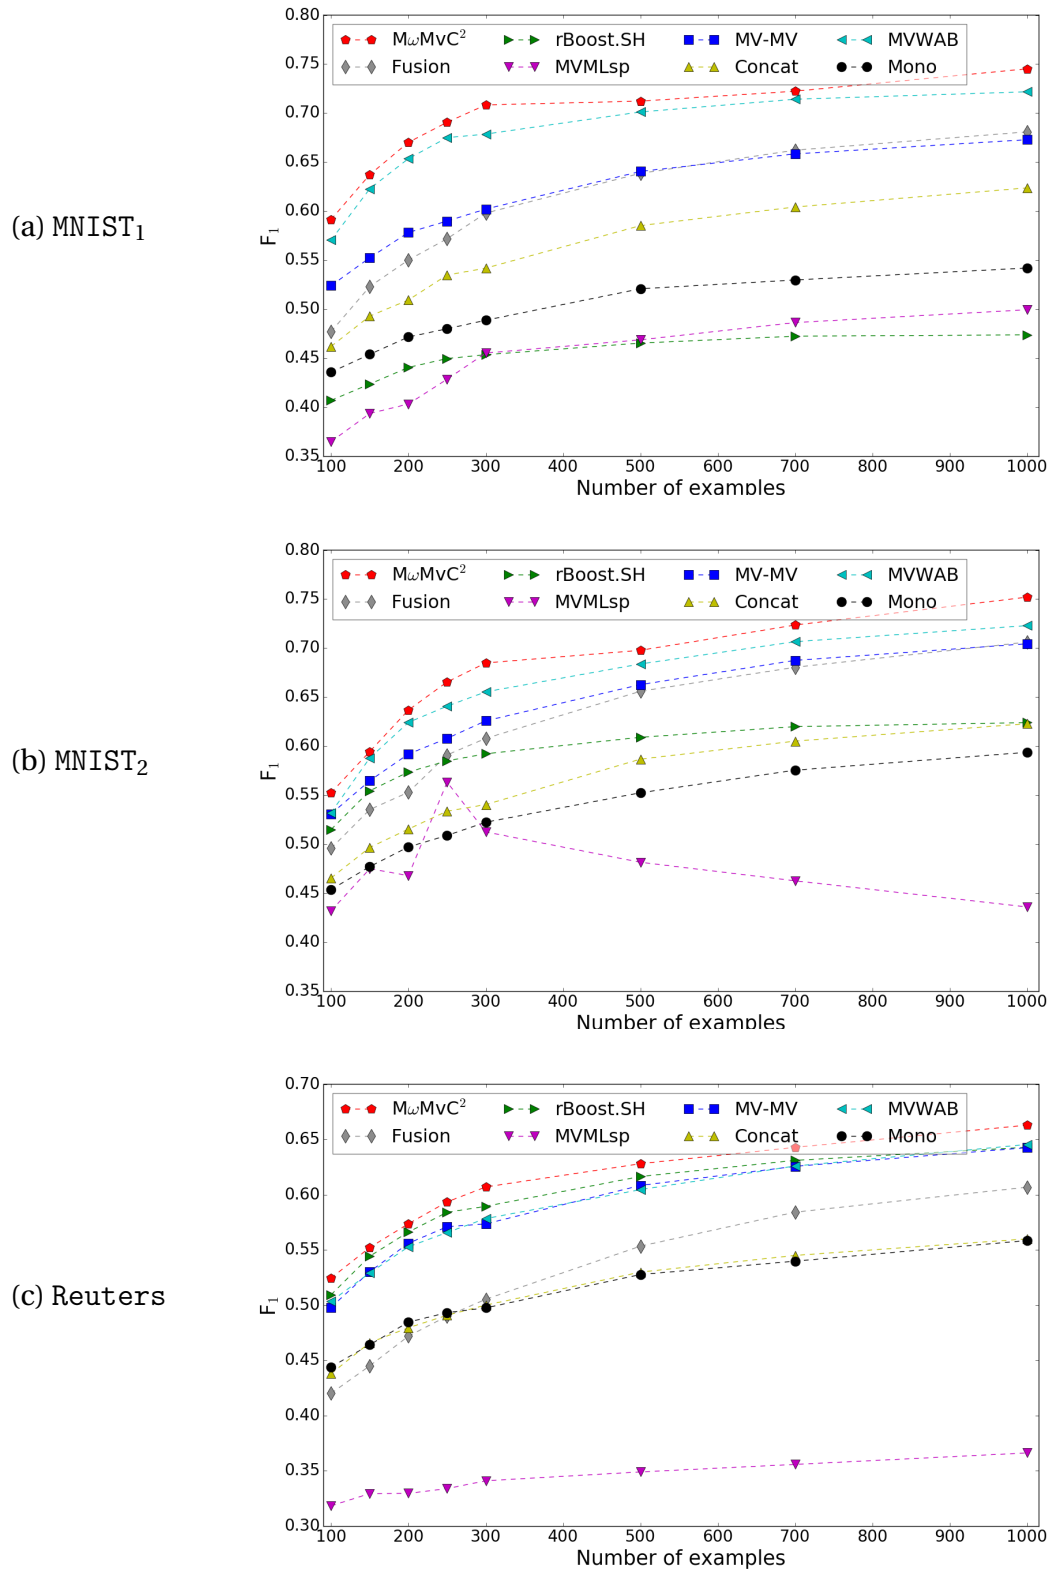 0.80
MωMvC² rBoost.SH MV-MV MVWAB
Fusion MVMLsp Concat Mono
0.75
0.70
0.65
0.60
0.55
0.50
0.45
0.40
0.35
F₁
(a) MNIST₁
100 200 300 400 500 600 700 800 900 1000
Number of examples
0.80
MωMvC² rBoost.SH MV-MV MVWAB
Fusion MVMLsp Concat Mono
0.75
0.70
0.65
0.60
0.55
0.50
0.45
0.40
0.35
F₁
(b) MNIST₂
100 200 300 400 500 600 700 800 900 1000
Number of examples
0.70
MωMvC² rBoost.SH MV-MV MVWAB
Fusion MVMLsp Concat Mono
0.65
0.60
0.55
0.50
0.45
0.40
0.35
0.30
F₁
(c) Reuters
100 200 300 400 500 600 700 800 900 1000
Number of examples